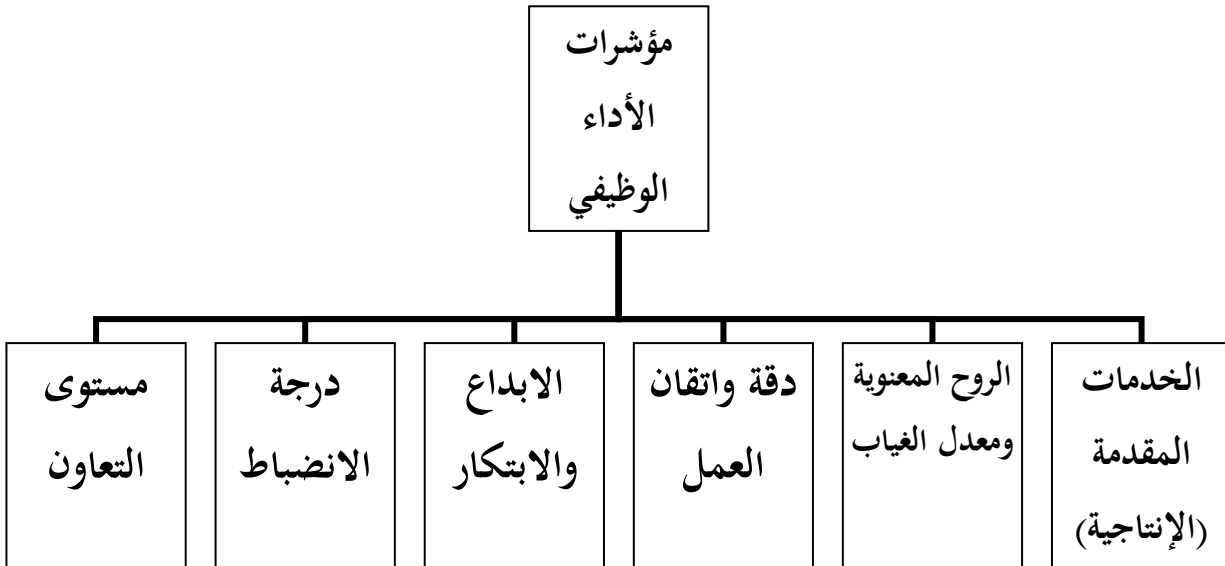 مؤشرات
الأداء
الوظيفي
الخدمات
المقدمة
(الإنتاجية)
الروح المعنوية
ومعدل الغياب
دقة واتقان
العمل
الابداع
والابتكار
درجة
الانضباط
مستوى
التعاون